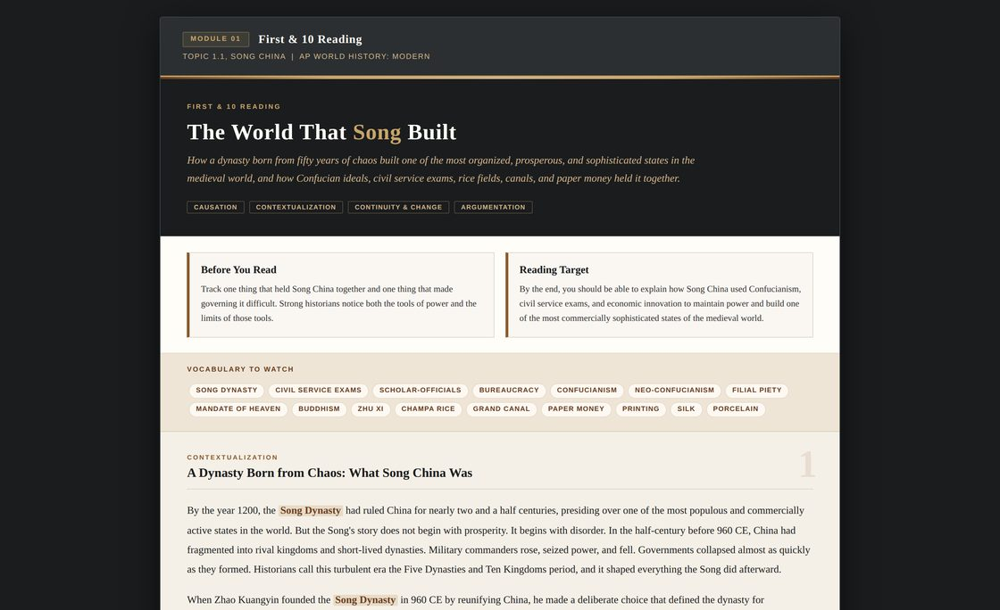 MODULE 01 First & 10 Reading
TOPIC 1.1, SONG CHINA | AP WORLD HISTORY: MODERN
FIRST & 10 READING
The World That Song Built
How a dynasty born from fifty years of chaos built one of the most organized, prosperous, and sophisticated states in the
medieval world, and how Confucian ideals, civil service exams, rice fields, canals, and paper money held it together.
CAUSATION CONTEXTUALIZATION CONTINUITY & CHANGE ARGUMENTATION
Before You Read
Track one thing that held Song China together and one thing that made
governing it difficult. Strong historians notice both the tools of power and the
limits of those tools.
Reading Target
By the end, you should be able to explain how Song China used Confucianism,
civil service exams, and economic innovation to maintain power and build one
of the most commercially sophisticated states of the medieval world.
VOCABULARY TO WATCH
SONG DYNASTY CIVIL SERVICE EXAMS SCHOLAR-OFFICIALS BUREAUCRACY CONFUCIANISM NEO-CONFUCIANISM FILIAL PIETY
MANDATE OF HEAVEN BUDDHISM ZHU XI CHAMPA RICE GRAND CANAL PAPER MONEY PRINTING SILK PORCELAIN
CONTEXTUALIZATION
A Dynasty Born from Chaos: What Song China Was
1
By the year 1200, the Song Dynasty had ruled China for nearly two and a half centuries, presiding over one of the most populous and commercially
active states in the world. But the Song's story does not begin with prosperity. It begins with disorder. In the half-century before 960 CE, China had
fragmented into rival kingdoms and short-lived dynasties. Military commanders rose, seized power, and fell. Governments collapsed almost as quickly
as they formed. Historians call this turbulent era the Five Dynasties and Ten Kingdoms period, and it shaped everything the Song did afterward.
When Zhao Kuangyin founded the Song Dynasty in 960 CE by reunifying China, he made a deliberate choice that defined the dynasty for